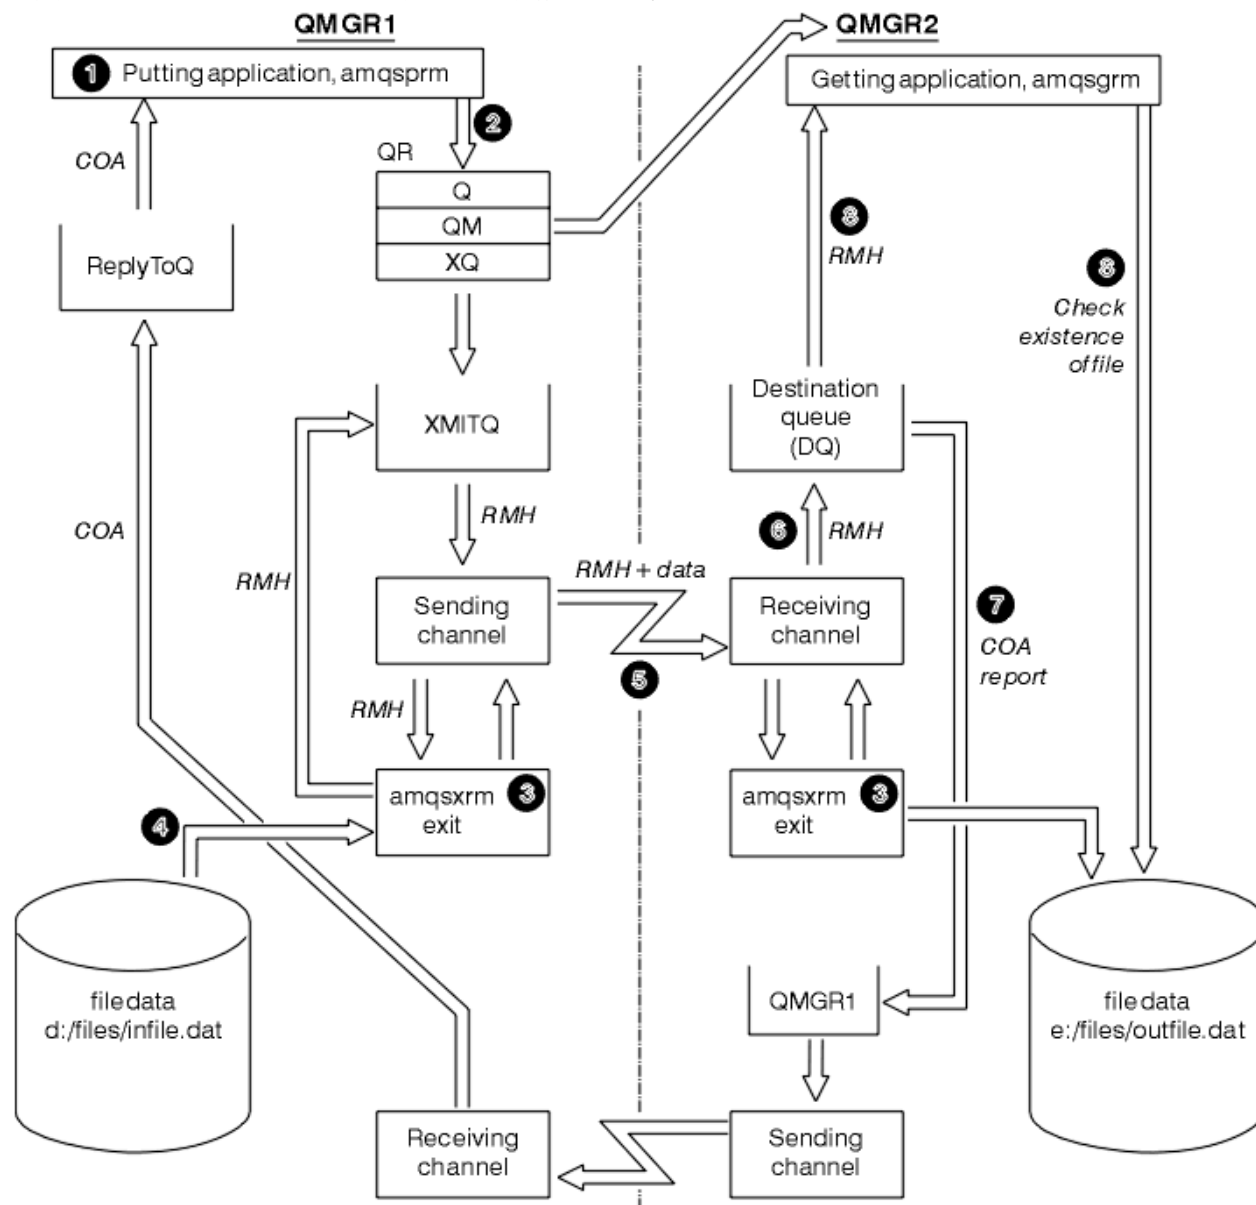 QMGR1
QMGR2
1 Putting application, amqsprm
Getting application, amqsgrm
2
COA
QR
Q
QM
XQ
8
RMH
ReplyToQ
8
Check
existence
of file
XMITQ
Destination
queue
(DQ)
RMH
6
RMH
COA
RMH
RMH + data
7
COA
report
Sending
channel
Receiving
channel
5
RMH
amqsxrm
exit
3
amqsxrm
exit
3
4
file data
d:/files/infile.dat
QMGR1
file data
e:/files/outfile.dat
Receiving
channel
Sending
channel